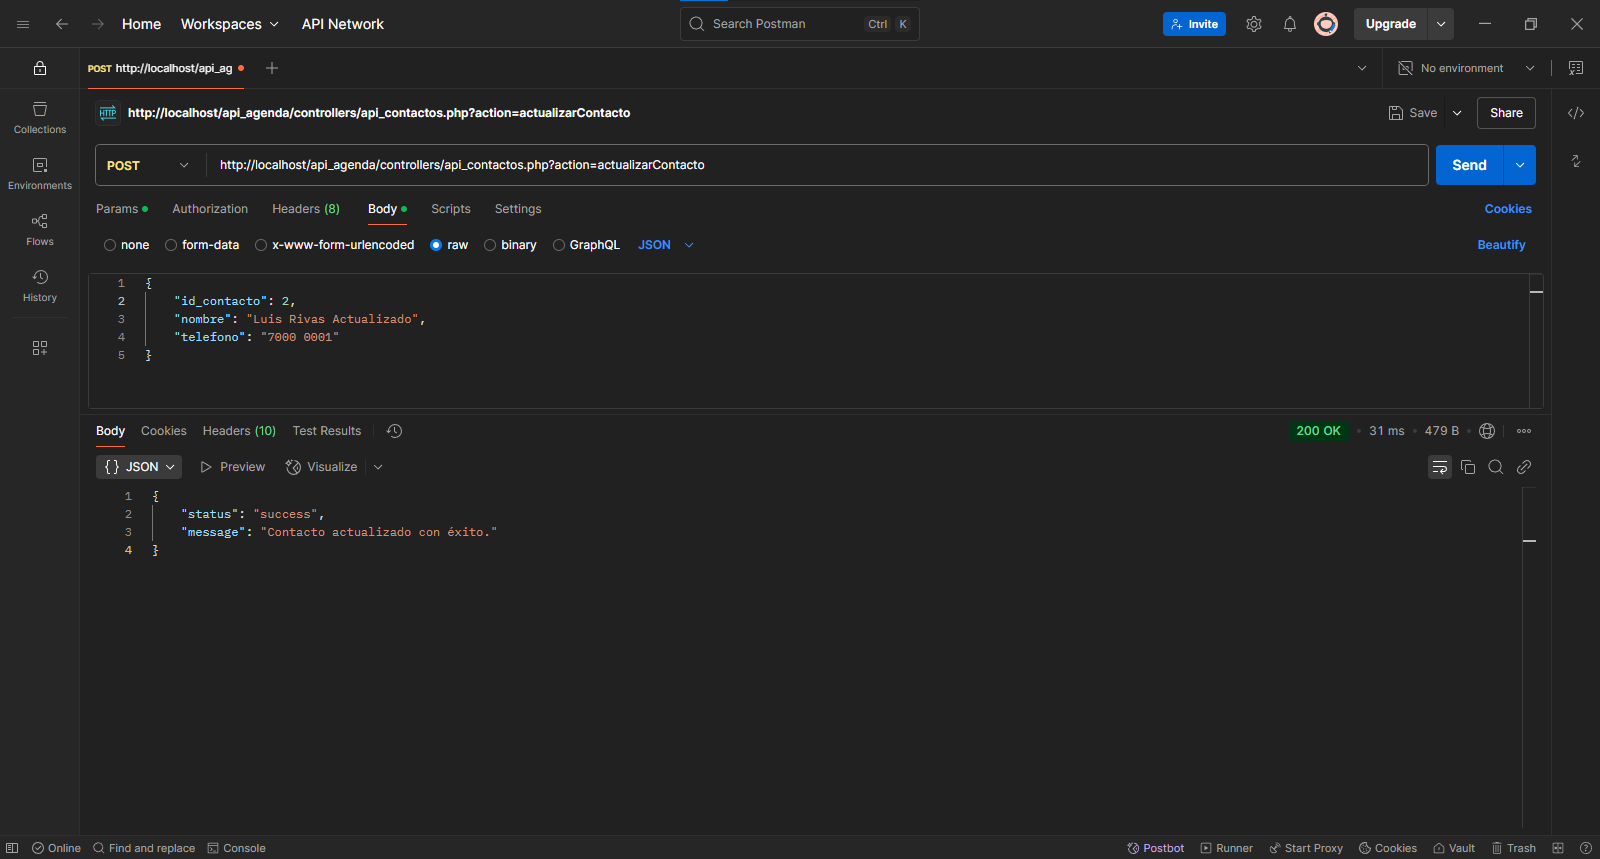 Home Workspaces API Network Search Postman Ctrl K Invite Upgrade
POST http://localhost/api_ag No environment
Collections
Environments
Flows
History
HTTP http://localhost/api_agenda/controllers/api_contactos.php?action=actualizarContacto Save Share
POST http://localhost/api_agenda/controllers/api_contactos.php?action=actualizarContacto Send
Params Authorization Headers (8) Body Scripts Settings Cookies
none form-data x-www-form-urlencoded raw binary GraphQL JSON Beautify
1 {
2 "id_contacto": 2,
3 "nombre": "Luis Rivas Actualizado",
4 "telefono": "7000 0001"
5 }
Body Cookies Headers (10) Test Results 200 OK • 31 ms • 479 B
{} JSON Preview Visualize
1 {
2 "status": "success",
3 "message": "Contacto actualizado con éxito."
4 }
Online Find and replace Console Postbot Runner Start Proxy Cookies Vault Trash